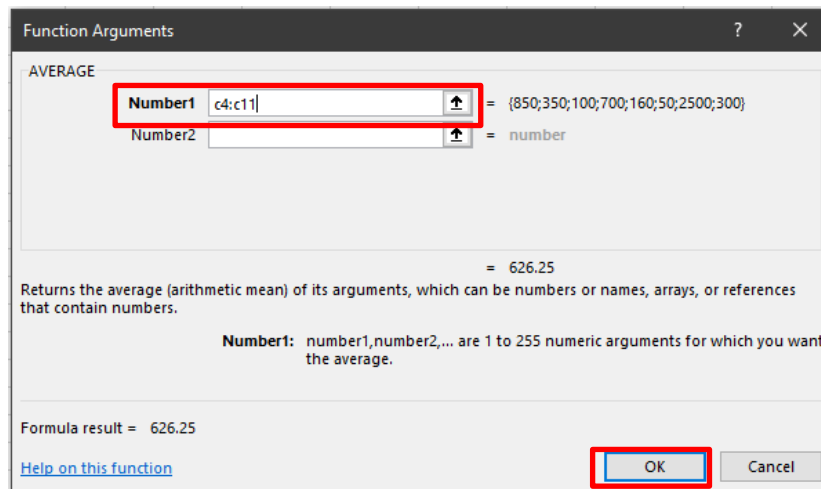 Function Arguments ? ×
AVERAGE
Number1 c4:c11 = {850;350;100;700;160;50;2500;300}
Number2 = number
= 626.25
Returns the average (arithmetic mean) of its arguments, which can be numbers or names, arrays, or references
that contain numbers.
Number1: number1,number2,... are 1 to 255 numeric arguments for which you want
the average.
Formula result = 626.25
Help on this function OK Cancel